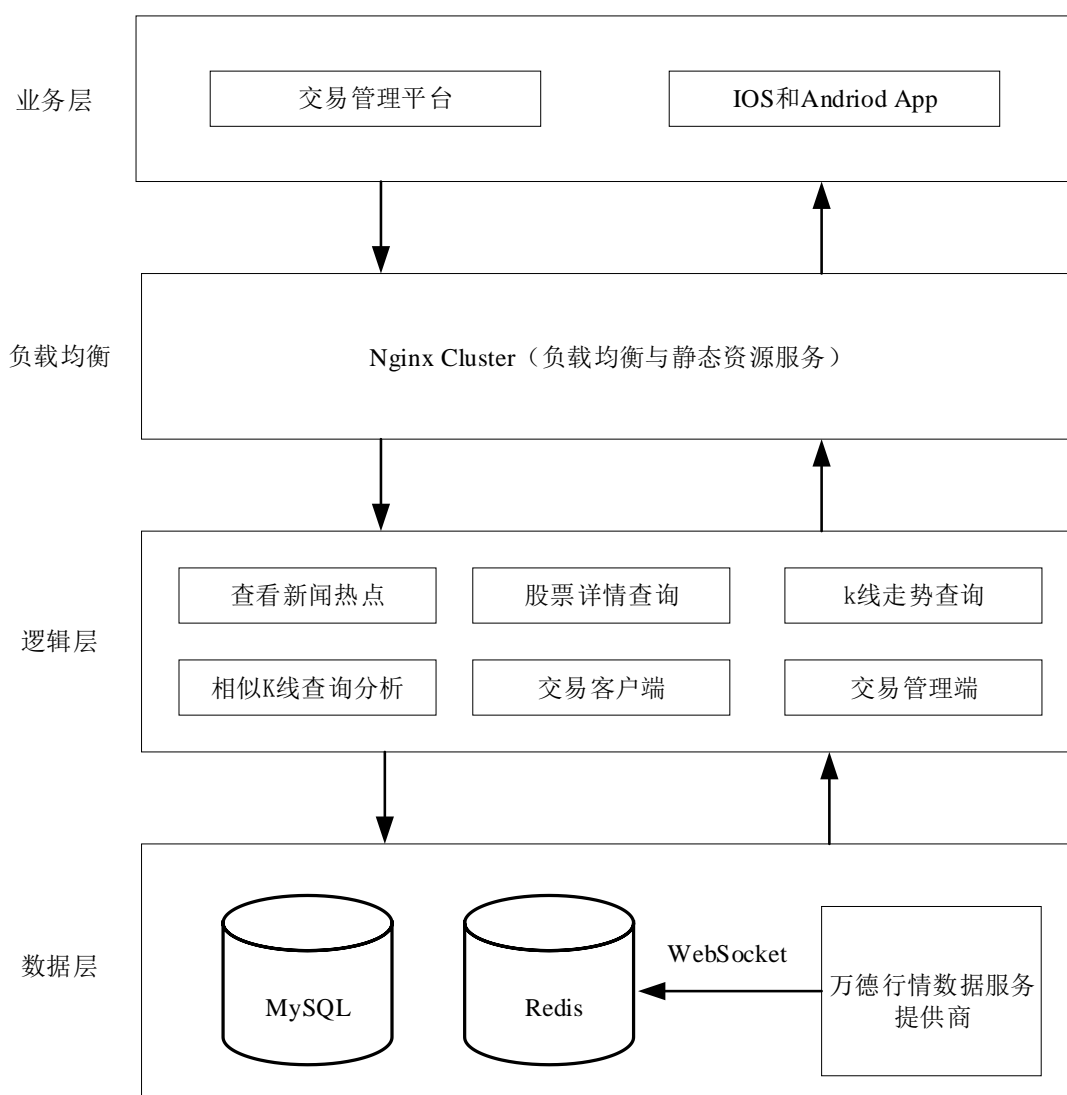 业务层
交易管理平台
IOS和Andriod App
负载均衡
Nginx Cluster（负载均衡与静态资源服务）
逻辑层
查看新闻热点
股票详情查询
k线走势查询
相似K线查询分析
交易客户端
交易管理端
数据层
MySQL
Redis
WebSocket
万德行情数据服务
提供商